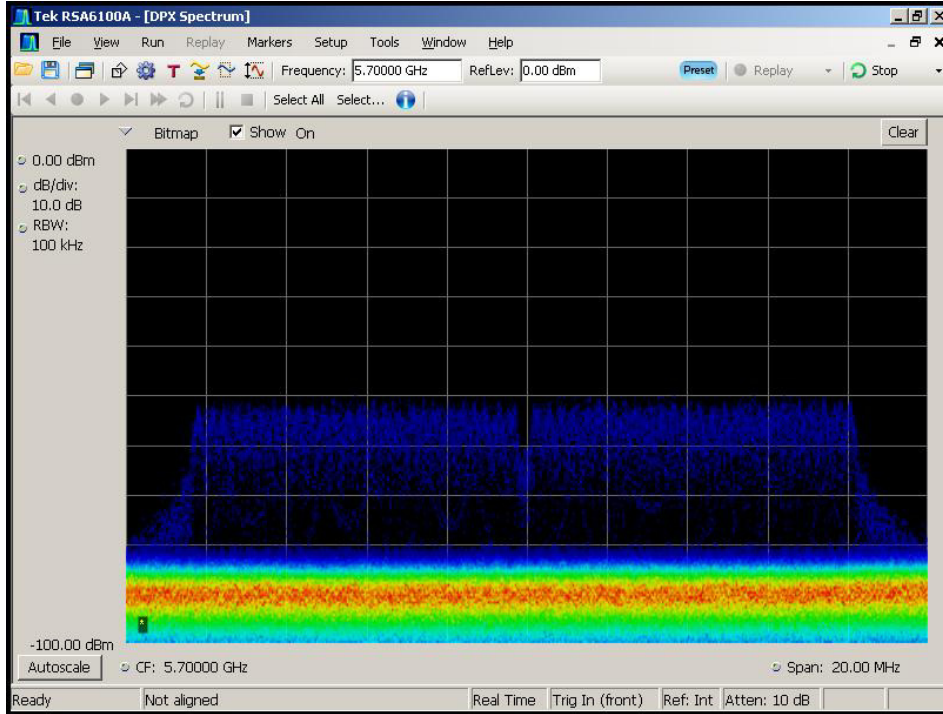 Tek RSA6100A - [DPX Spectrum]
File View Run Replay Markers Setup Tools Window Help
T Frequency: 5.70000 GHz RefLev: 0.00 dBm Preset Replay Stop
Select All Select...
Bitmap Show On Clear
0.00 dBm
dB/div:
10.0 dB
RBW:
100 kHz
-100.00 dBm
Autoscale CF: 5.70000 GHz Span: 20.00 MHz
Ready Not aligned Real Time Trig In (front) Ref: Int Atten: 10 dB